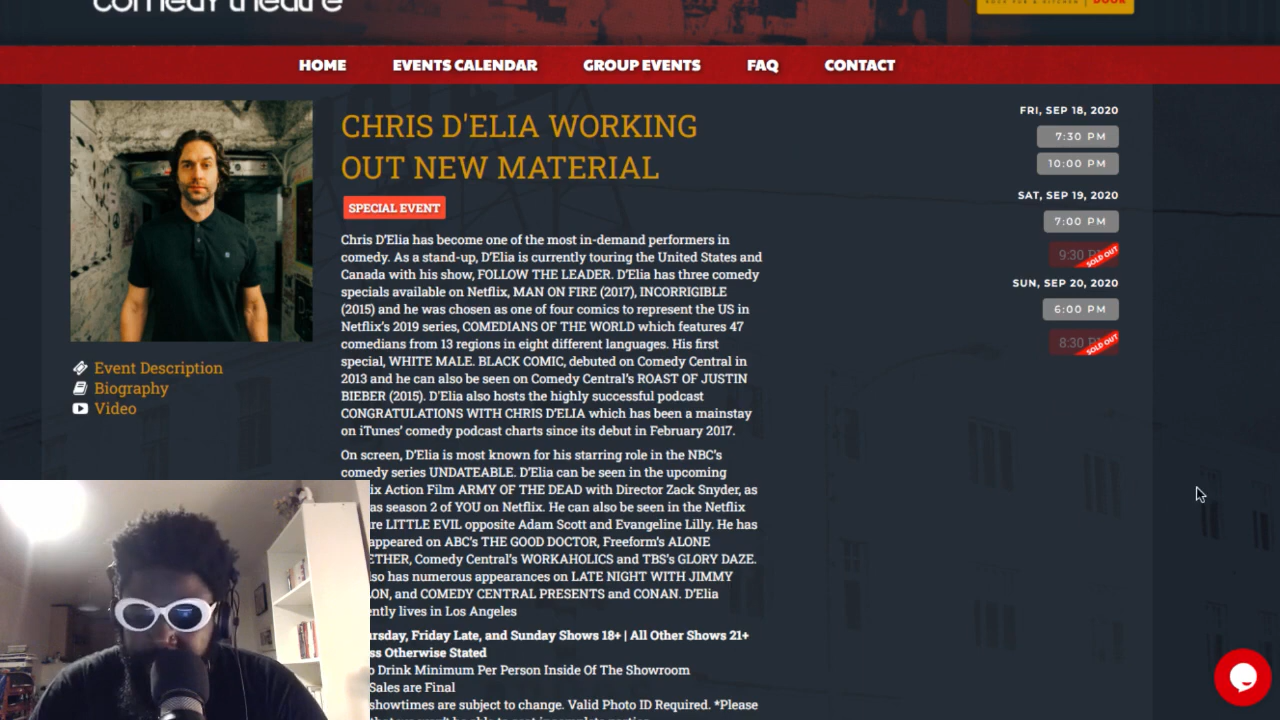 comedy theatre
HOME EVENTS CALENDAR GROUP EVENTS FAQ CONTACT
CHRIS D'ELIA WORKING
OUT NEW MATERIAL
SPECIAL EVENT
Chris D'Elia has become one of the most in-demand performers in
comedy. As a stand-up, D'Elia is currently touring the United States and
Canada with his show, FOLLOW THE LEADER. D'Elia has three comedy
specials available on Netflix, MAN ON FIRE (2017), INCORRIGIBLE
(2015) and he was chosen as one of four comics to represent the US in
Netflix's 2019 series, COMEDIANS OF THE WORLD which features 47
comedians from 13 regions in eight different languages. His first
special, WHITE MALE. BLACK COMIC, debuted on Comedy Central in
2013 and he can also be seen on Comedy Central's ROAST OF JUSTIN
BIEBER (2015). D'Elia also hosts the highly successful podcast
CONGRATULATIONS WITH CHRIS D'ELIA which has been a mainstay
on iTunes' comedy podcast charts since its debut in February 2017.
On screen, D'Elia is most known for his starring role in the NBC's
comedy series UNDATEABLE. D'Elia can be seen in the upcoming
ix Action Film ARMY OF THE DEAD with Director Zack Snyder, as
as season 2 of YOU on Netflix. He can also be seen in the Netflix
re LITTLE EVIL opposite Adam Scott and Evangeline Lilly. He has
appeared on ABC's THE GOOD DOCTOR, Freeform's ALONE
ETHER, Comedy Central's WORKAHOLICS and TBS's GLORY DAZE.
so has numerous appearances on LATE NIGHT WITH JIMMY
ON, and COMEDY CENTRAL PRESENTS and CONAN. D'Elia
ently lives in Los Angeles
ursday, Friday Late, and Sunday Shows 18+ | All Other Shows 21+
ss Otherwise Stated
Drink Minimum Per Person Inside Of The Showroom
Sales are Final
showtimes are subject to change. Valid Photo ID Required. *Please
Event Description
Biography
Video
FRI, SEP 18, 2020
7:30 PM
10:00 PM
SAT, SEP 19, 2020
7:00 PM
9:30 P
SOLD OUT
SUN, SEP 20, 2020
6:00 PM
8:30 P
SOLD OUT